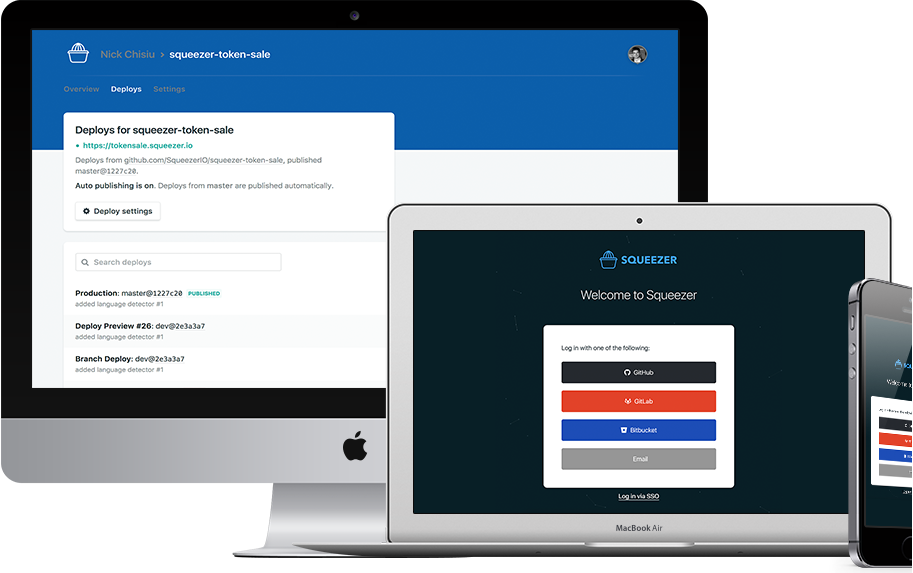 Nick Chisiu > squeezer-token-sale
Overview Deploys Settings
Deploys for squeezer-token-sale
https://tokensale.squeezer.io
Deploys from github.com/SqueezerIO/squeezer-token-sale, published
master@1227c20.
Auto publishing is on. Deploys from master are published automatically.
Deploy settings
Search deploys
Production: master@1227c20 PUBLISHED
added language detector #1
Deploy Preview #26: dev@2e3a3a7
added language detector #1
Branch Deploy: dev@2e3a3a7
added language detector #1
SQUEEZER
Welcome to Squeezer
Log in with one of the following:
GitHub
GitLab
Bitbucket
Email
Log in via SSO
MacBook Air